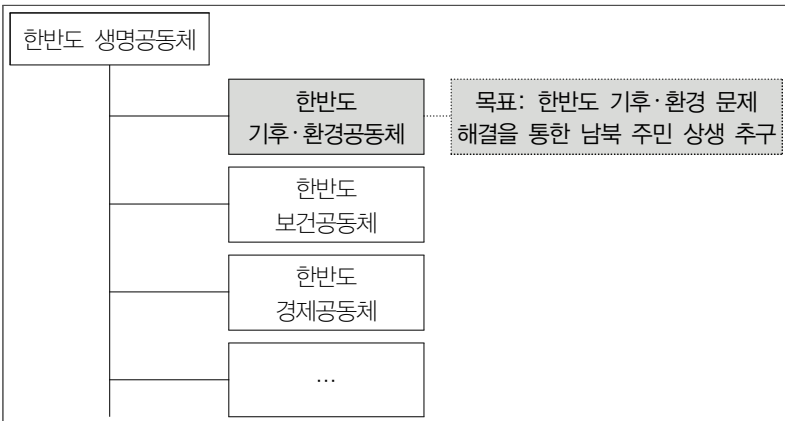 한반도 생명공동체
한반도
기후·환경공동체
목표: 한반도 기후·환경 문제
해결을 통한 남북 주민 상생 추구
한반도
보건공동체
한반도
경제공동체
…